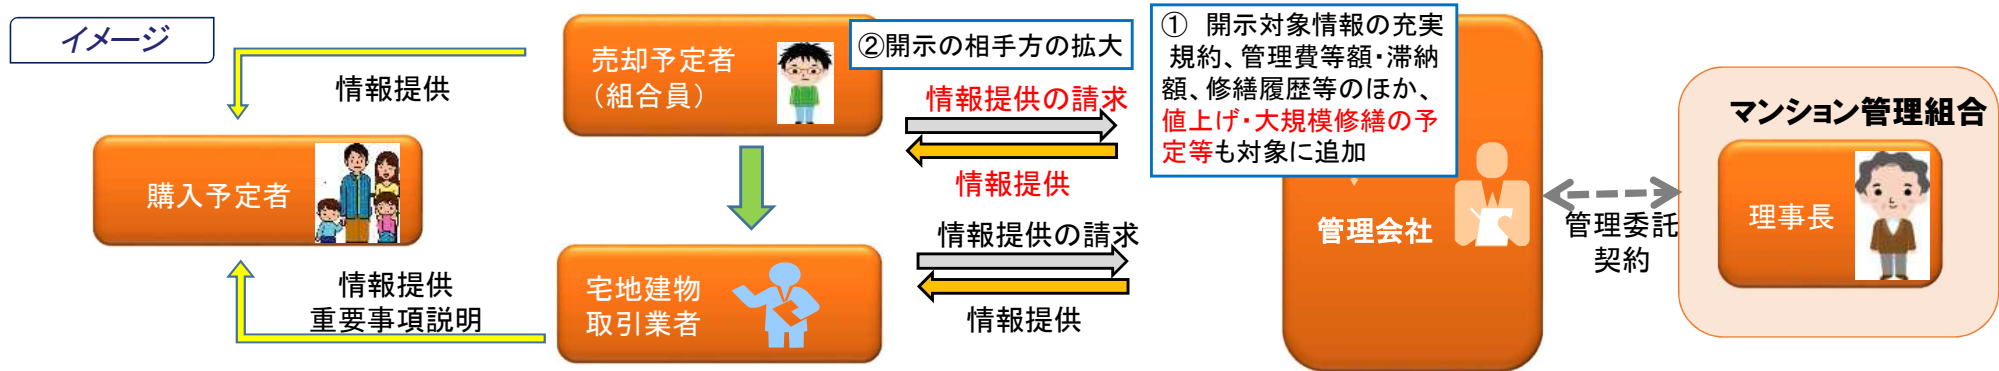 イメージ
情報提供
購入予定者
情報提供
重要事項説明
売却予定者
（組合員）
②開示の相手方の拡大
情報提供の請求
情報提供
宅地建物
取引業者
情報提供の請求
情報提供
①　開示対象情報の充実
規約、管理費等額・滞納
額、修繕履歴等のほか、
値上げ・大規模修繕の予
定等も対象に追加
管理会社
管理委託
契約
マンション管理組合
理事長